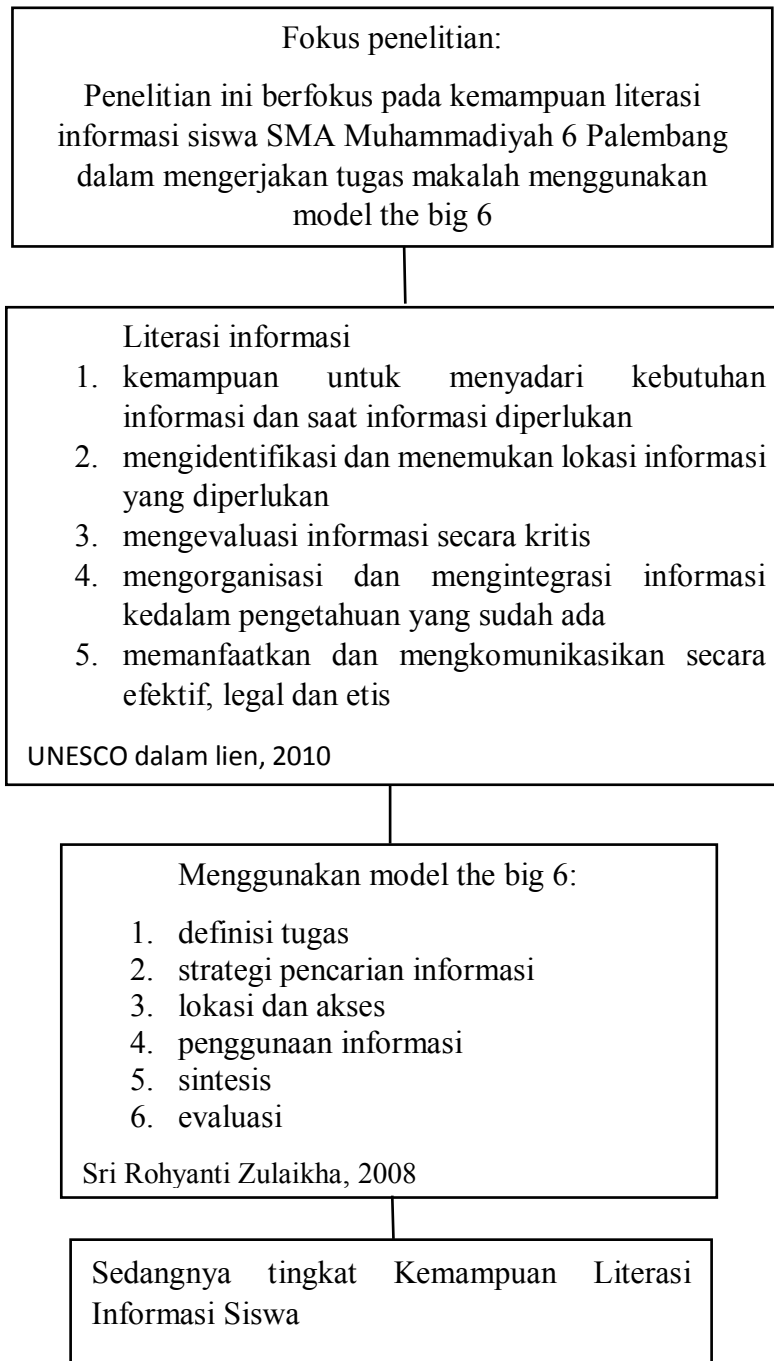 Fokus penelitian:
Penelitian ini berfokus pada kemampuan literasi
informasi siswa SMA Muhammadiyah 6 Palembang
dalam mengerjakan tugas makalah menggunakan
model the big 6
Literasi informasi
1. kemampuan untuk menyadari kebutuhan
informasi dan saat informasi diperlukan
2. mengidentifikasi dan menemukan lokasi informasi
yang diperlukan
3. mengevaluasi informasi secara kritis
4. mengorganisasi dan mengintegrasi informasi
kedalam pengetahuan yang sudah ada
5. memanfaatkan dan mengkomunikasikan secara
efektif, legal dan etis
UNESCO dalam lien, 2010
Menggunakan model the big 6:
1. definisi tugas
2. strategi pencarian informasi
3. lokasi dan akses
4. penggunaan informasi
5. sintesis
6. evaluasi
Sri Rohyanti Zulaikha, 2008
Sedangnya tingkat Kemampuan Literasi
Informasi Siswa